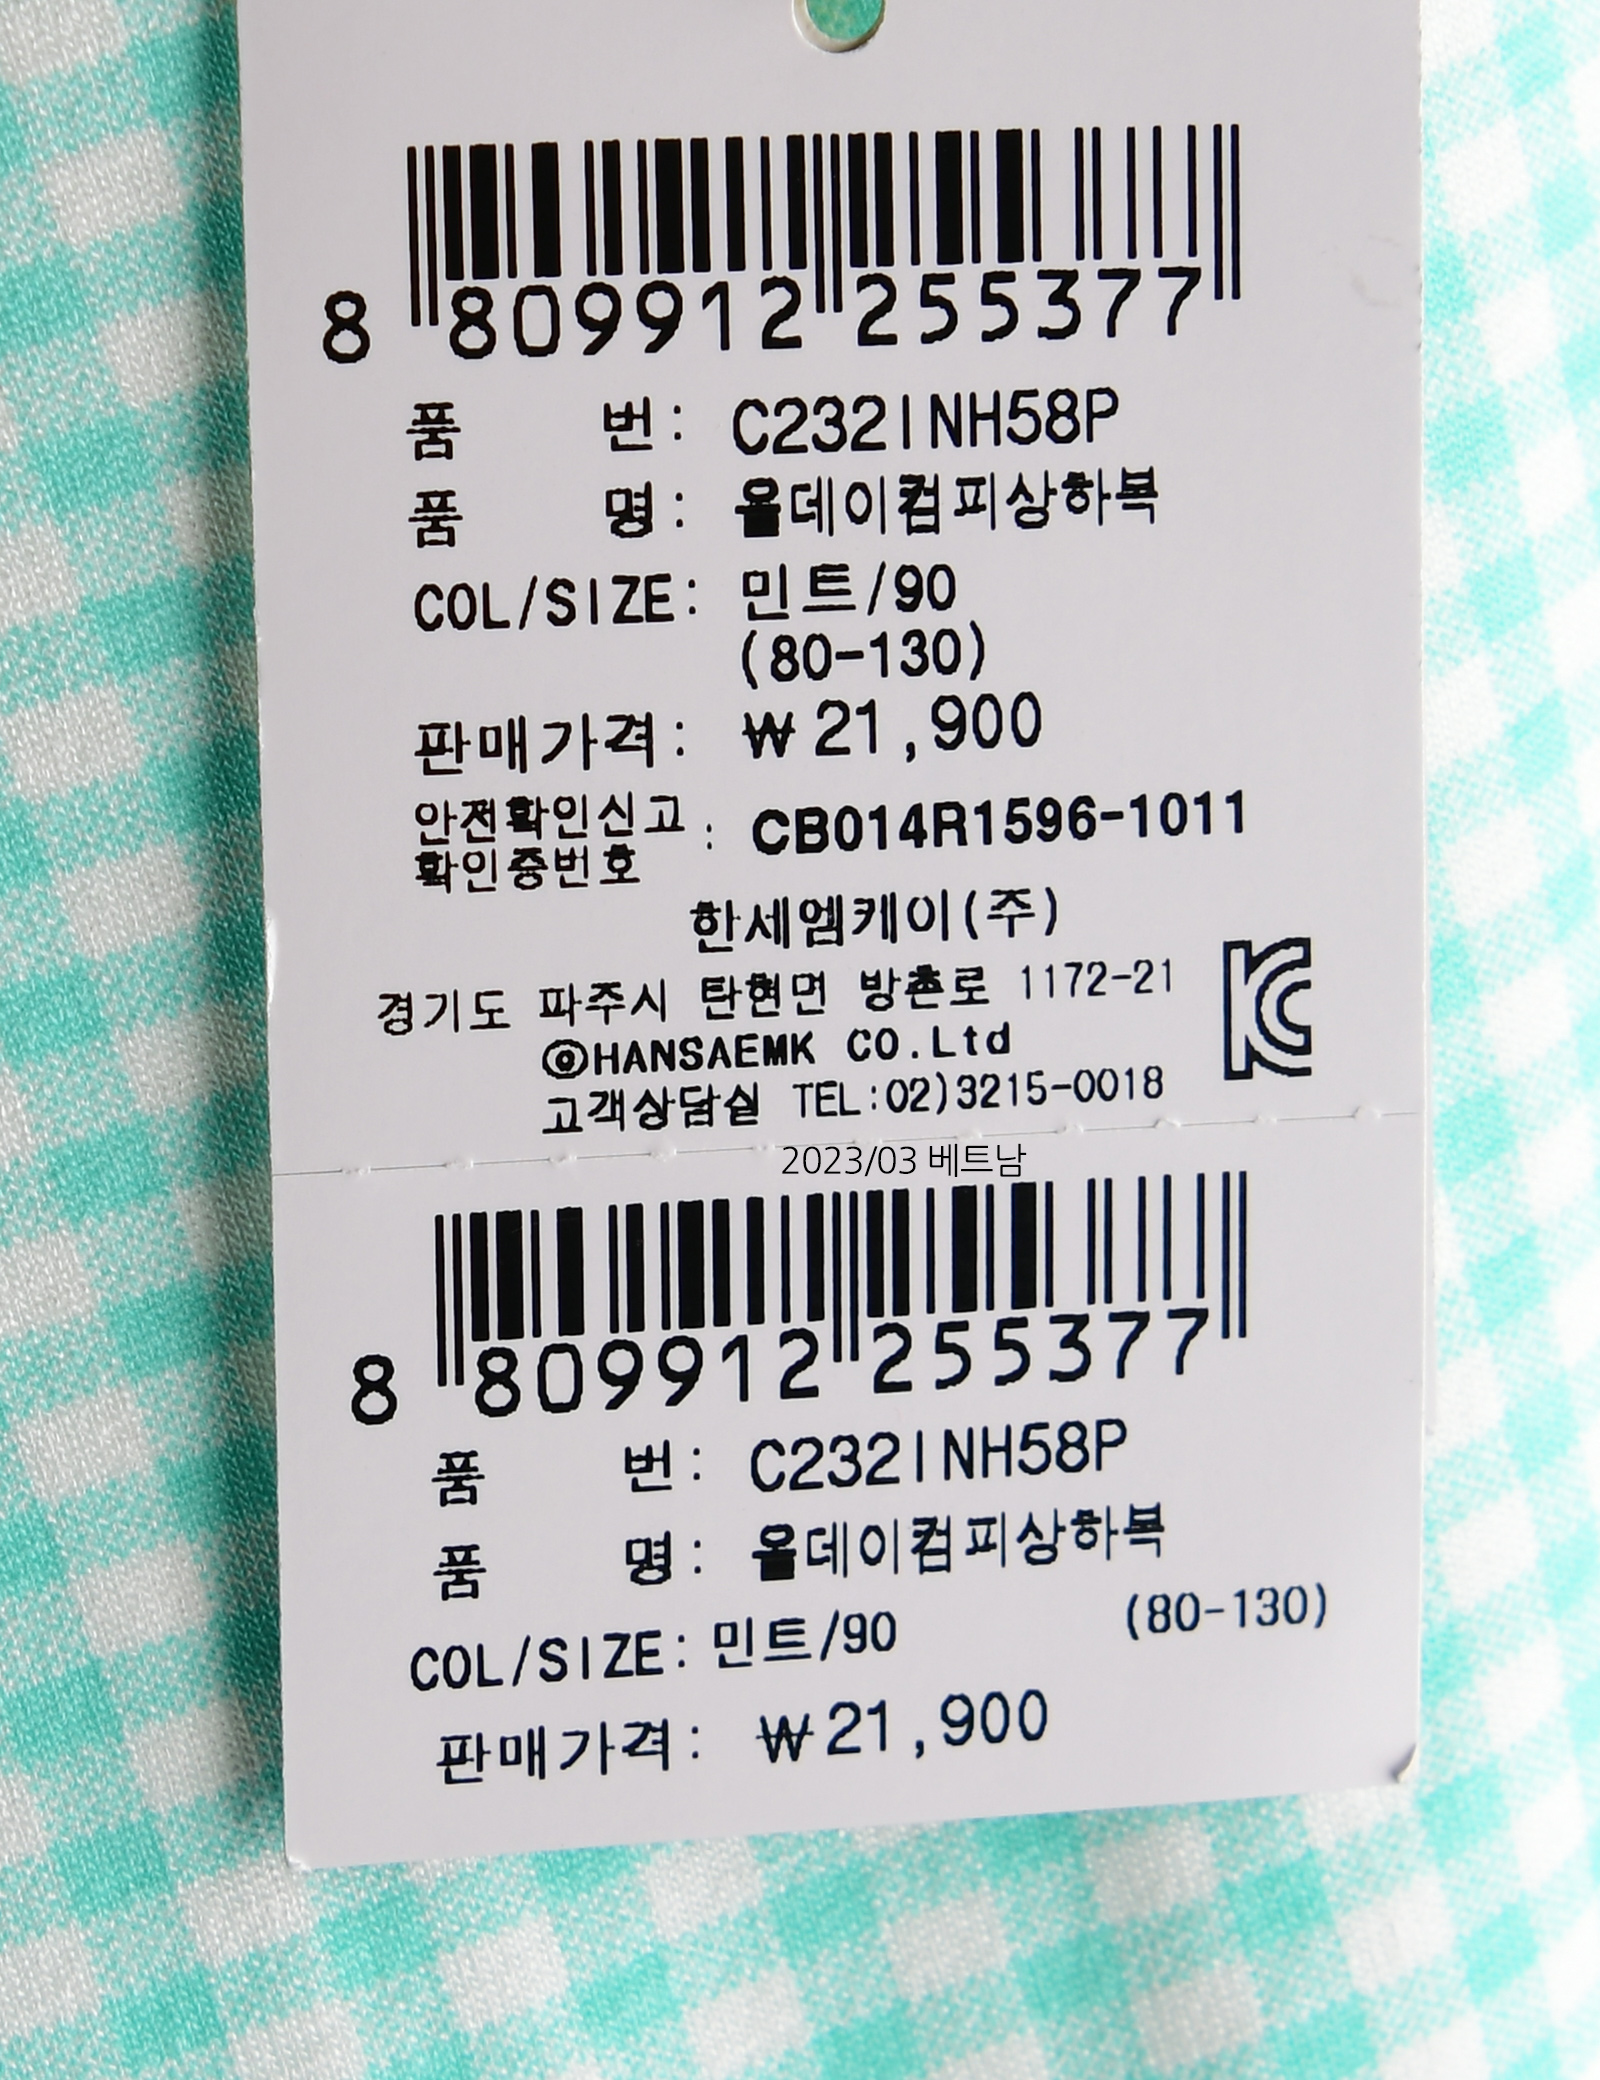 8 809912 255377
품 번: C232INH58P
품 명: 올데이컴피상하복
COL/SIZE: 민트/90
(80-130)
판매가격: ₩21,900
안전확인신고
확인증번호 : CB014R1596-1011
한세엠케이(주)
경기도 파주시 탄현면 방촌로 1172-21
@HANSAEMK CO.Ltd
고객상담실 TEL:02)3215-0018
KC
2023/03 베트남
8 809912 255377
품 번: C232INH58P
품 명: 올데이컴피상하복
COL/SIZE: 민트/90 (80-130)
판매가격: ₩21,900